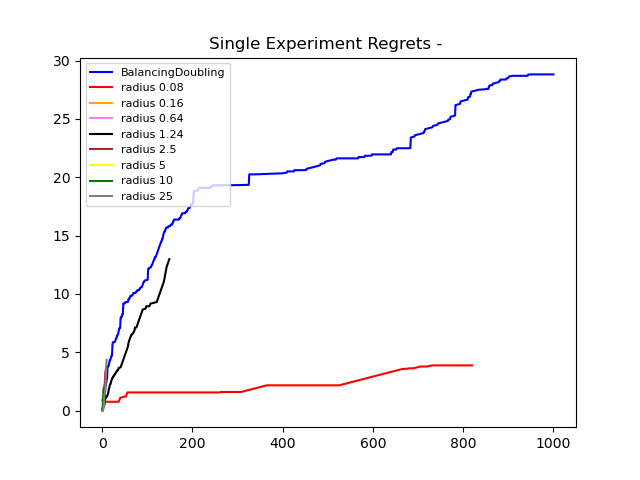 Single Experiment Regrets -
30
25
20
15
10
5
0
BalancingDoubling
radius 0.08
radius 0.16
radius 0.64
radius 1.24
radius 2.5
radius 5
radius 10
radius 25
0 200 400 600 800 1000